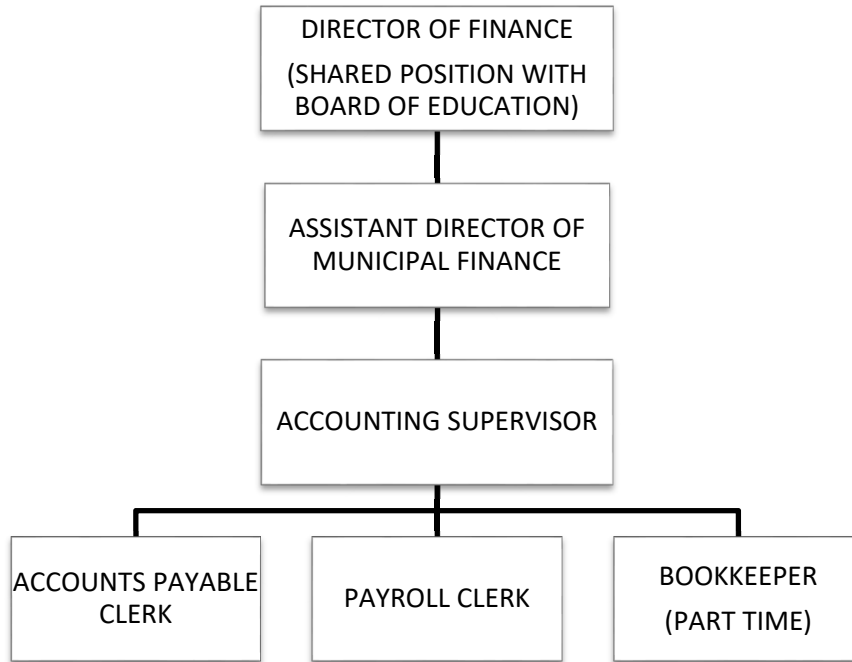 DIRECTOR OF FINANCE
(SHARED POSITION WITH
BOARD OF EDUCATION)
ASSISTANT DIRECTOR OF
MUNICIPAL FINANCE
ACCOUNTING SUPERVISOR
ACCOUNTS PAYABLE
CLERK
PAYROLL CLERK
BOOKKEEPER
(PART TIME)